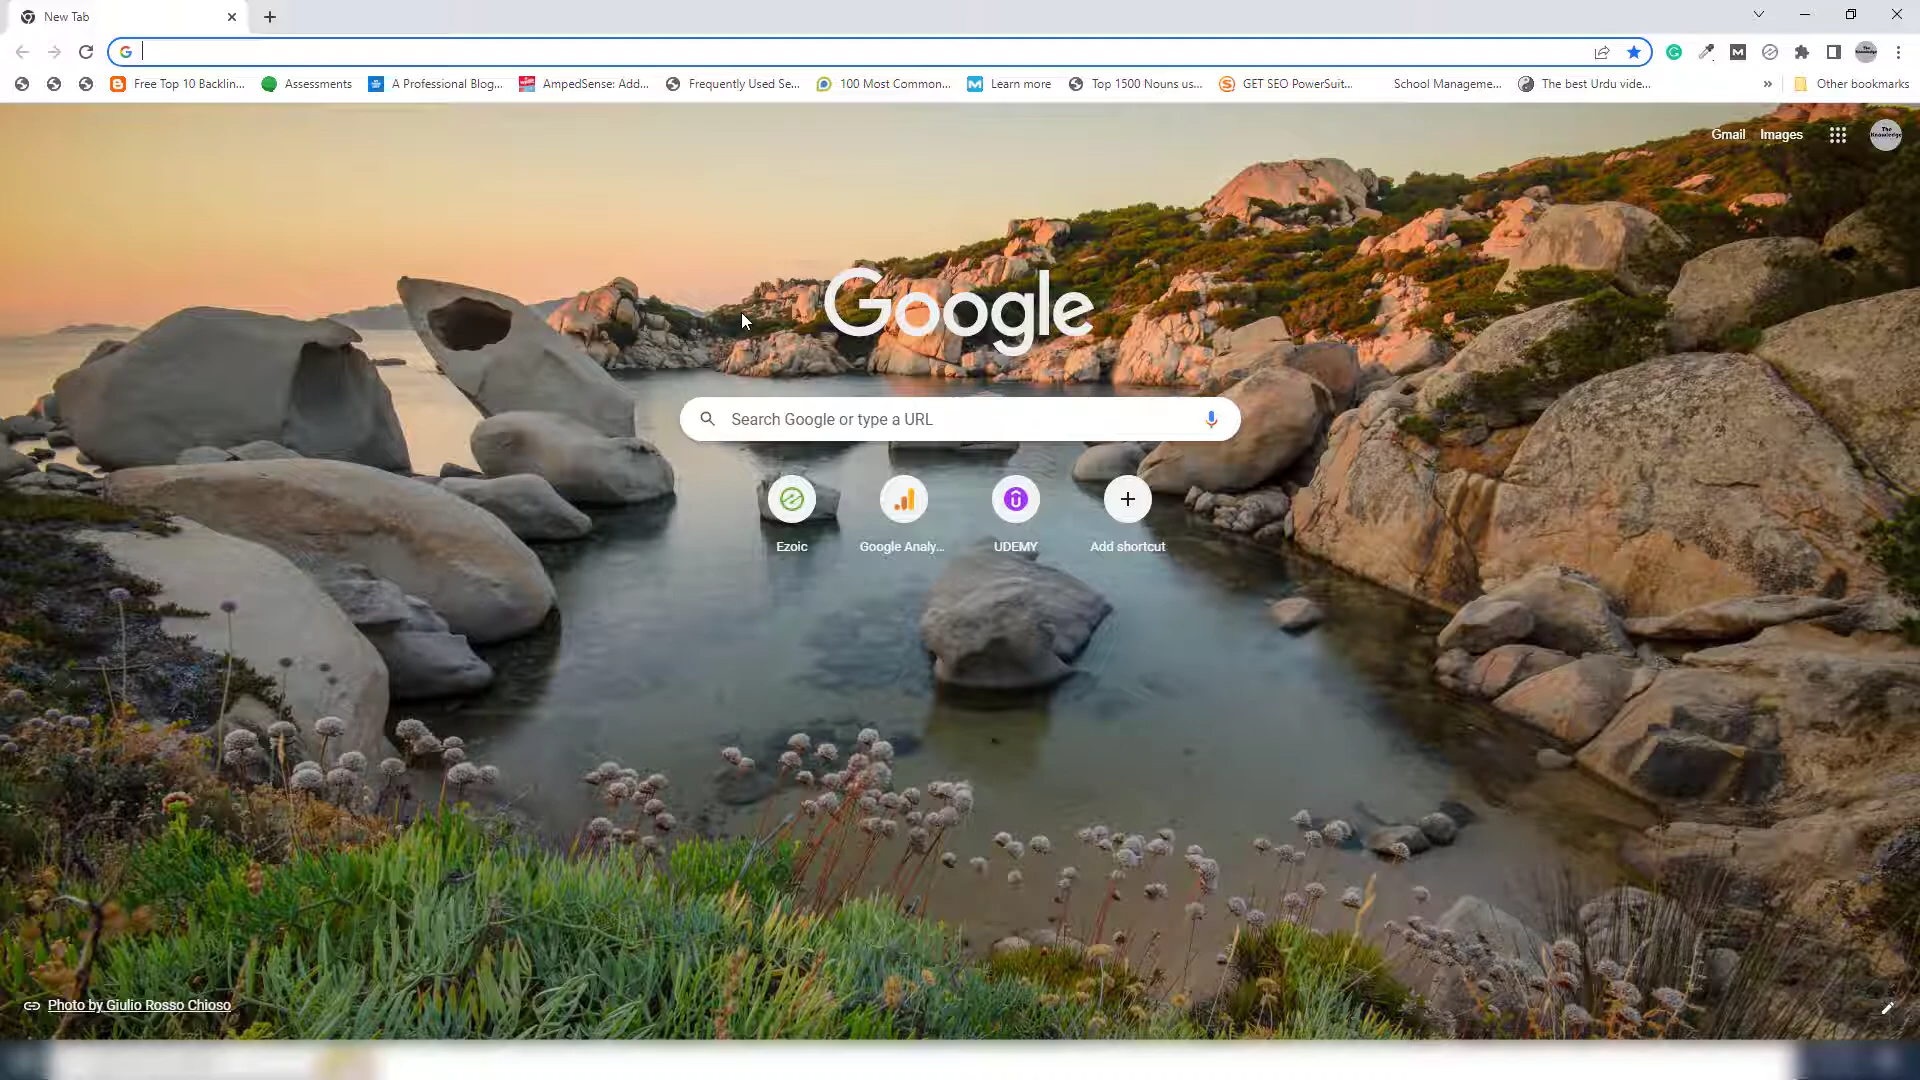 New Tab
Free Top 10 Backlin...
Assessments
A Professional Blog...
AmpedSense: Add...
Frequently Used Se...
100 Most Common...
Learn more
Top 1500 Nouns us...
GET SEO PowerSuit...
School Manageme...
The best Urdu vide...
»
Other bookmarks
Gmail
Images
The Knowledge
Google
Search Google or type a URL
Ezoic
Google Analy...
UDEMY
Add shortcut
Photo by Giulio Rosso Chioso